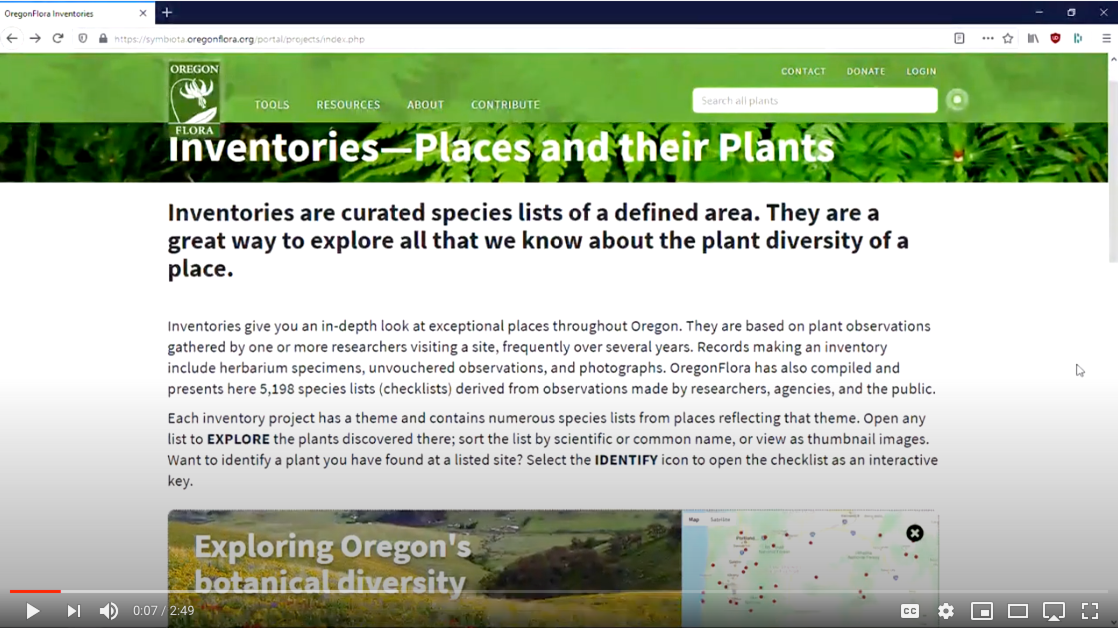 OregonFlora Inventories
https://symbiota.oregonflora.org/portal/projects/index.php
OREGON
FLORA
CONTACT DONATE LOGIN
TOOLS RESOURCES ABOUT CONTRIBUTE
Search all plants
Inventories—Places and their Plants
Inventories are curated species lists of a defined area. They are a
great way to explore all that we know about the plant diversity of a
place.
Inventories give you an in-depth look at exceptional places throughout Oregon. They are based on plant observations
gathered by one or more researchers visiting a site, frequently over several years. Records making an inventory
include herbarium specimens, unvouchered observations, and photographs. OregonFlora has also compiled and
presents here 5,198 species lists (checklists) derived from observations made by researchers, agencies, and the public.
Each inventory project has a theme and contains numerous species lists from places reflecting that theme. Open any
list to EXPLORE the plants discovered there; sort the list by scientific or common name, or view as thumbnail images.
Want to identify a plant you have found at a listed site? Select the IDENTIFY icon to open the checklist as an interactive
key.
Exploring Oregon's
botanical diversity
Map Satellite
Portland
0:07 / 2:49
CC